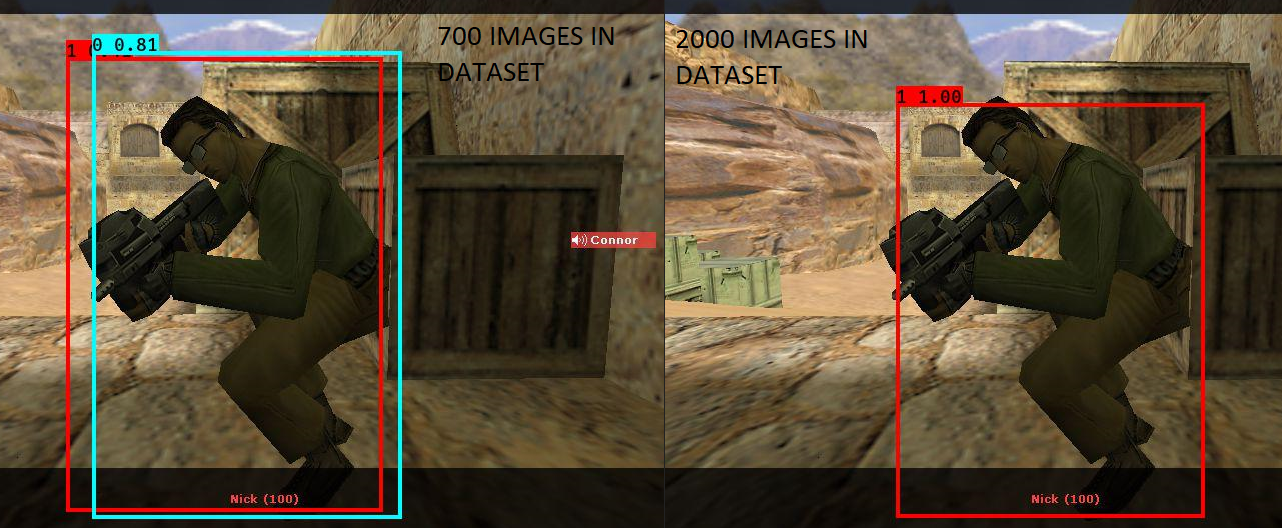 0 0.81
1
700 IMAGES IN
DATASET
Connor
Nick (100)
2000 IMAGES IN
DATASET
1 1.00
Nick (100)